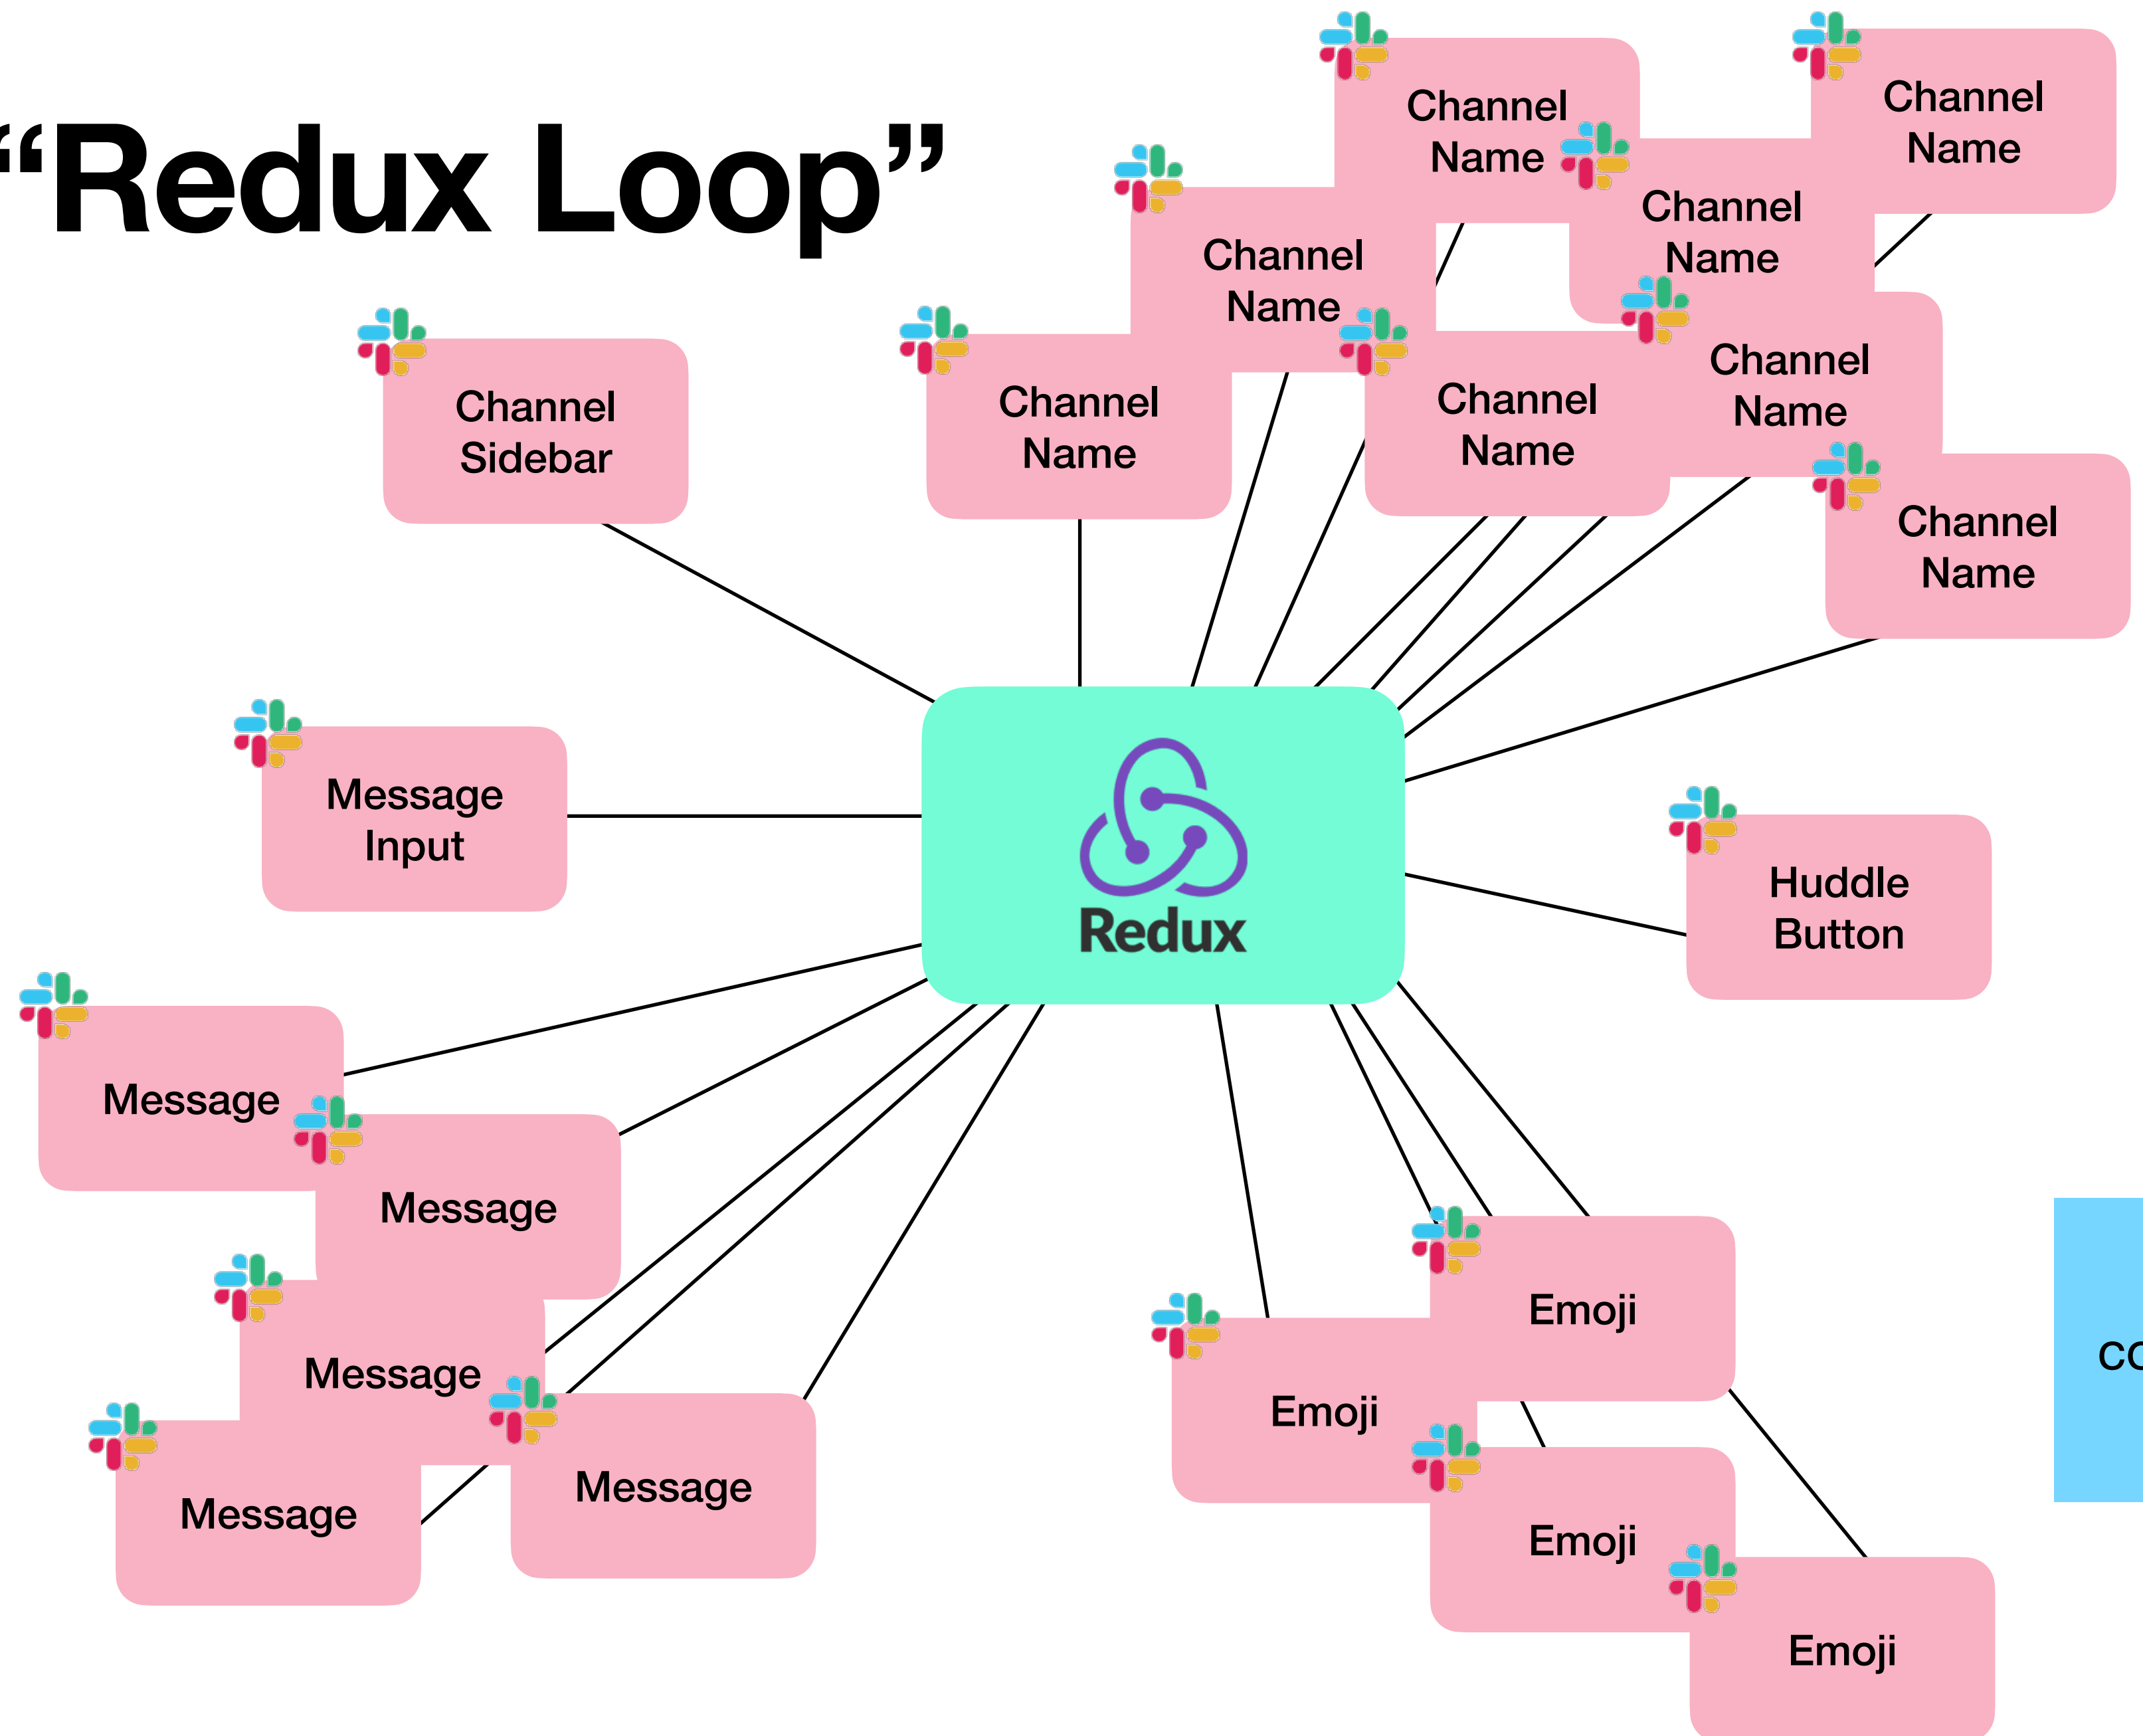 “Redux Loop”
Channel
Name
Channel
Name
Channel
Name
Channel
Name
Channel
Name
Channel
Name
Channel
Name
Channel
Sidebar
Channel
Name
Message
Input
Redux
Huddle
Button
Message
Message
Message
Message
Message
Emoji
Emoji
Emoji
Emoji